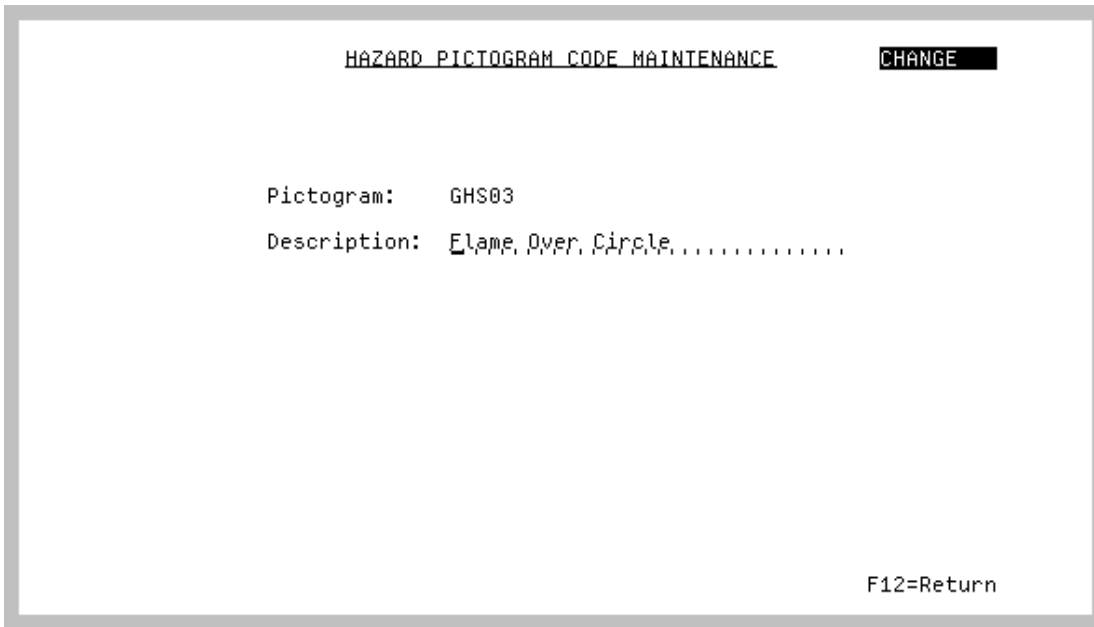 HAZARD PICTOGRAM CODE MAINTENANCE CHANGE
Pictogram: GHS03
Description: Flame Over Circle
F12=Return